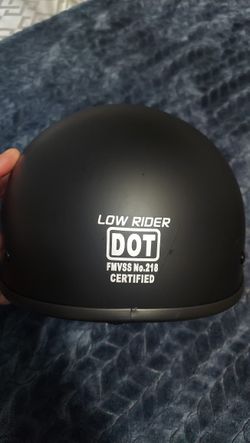 LOW RIDER
DOT
FMVSS No.218
CERTIFIED